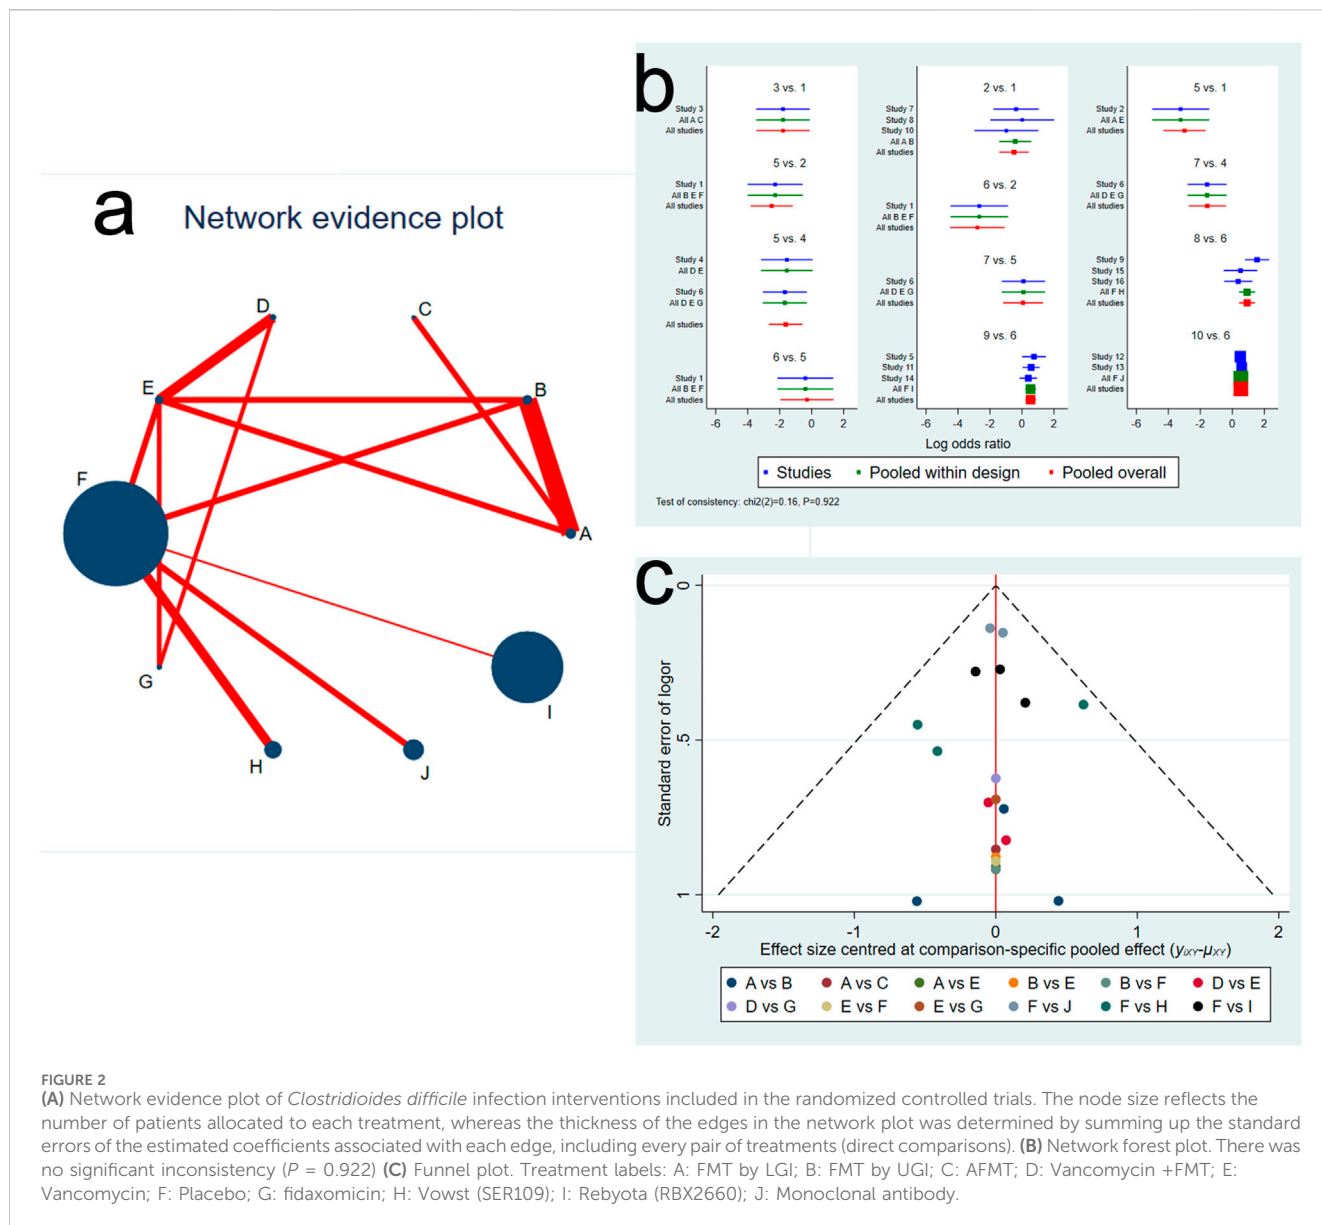 a
Network evidence plot
D
C
E
B
F
A
G
I
H
J
b
3 vs. 1
Study 3
All A C
All studies
5 vs. 2
Study 1
All B E F
All studies
5 vs. 4
Study 4
All D E
Study 6
All D E G
All studies
6 vs. 5
Study 1
All B E F
All studies
-6 -4 -2 0 2
2 vs. 1
Study 7
Study 8
Study 10
All A B
All studies
6 vs. 2
Study 1
All B E F
All studies
7 vs. 5
Study 6
All D E G
All studies
9 vs. 6
Study 5
Study 11
Study 14
All F I
All studies
-6 -4 -2 0 2
5 vs. 1
Study 2
All A E
All studies
7 vs. 4
Study 6
All D E G
All studies
8 vs. 6
Study 9
Study 15
Study 16
All F H
All studies
10 vs. 6
Study 12
Study 13
All F J
All studies
-6 -4 -2 0 2
Log odds ratio
Studies Pooled within design Pooled overall
Test of consistency: chi2(2)=0.16, P=0.922
c
Standard error of logor
0
.5
1
-2 -1 0 1 2
Effect size centred at comparison-specific pooled effect (yiXY-μXY)
A vs B A vs C A vs E B vs E B vs F D vs E
D vs G E vs F E vs G F vs J F vs H F vs I
FIGURE 2
(A) Network evidence plot of Clostridioides difficile infection interventions included in the randomized controlled trials. The node size reflects the
number of patients allocated to each treatment, whereas the thickness of the edges in the network plot was determined by summing up the standard
errors of the estimated coefficients associated with each edge, including every pair of treatments (direct comparisons). (B) Network forest plot. There was
no significant inconsistency (P = 0.922) (C) Funnel plot. Treatment labels: A: FMT by LGI; B: FMT by UGI; C: AFMT; D: Vancomycin +FMT; E:
Vancomycin; F: Placebo; G: fidaxomicin; H: Vowst (SER109); I: Rebyota (RBX2660); J: Monoclonal antibody.